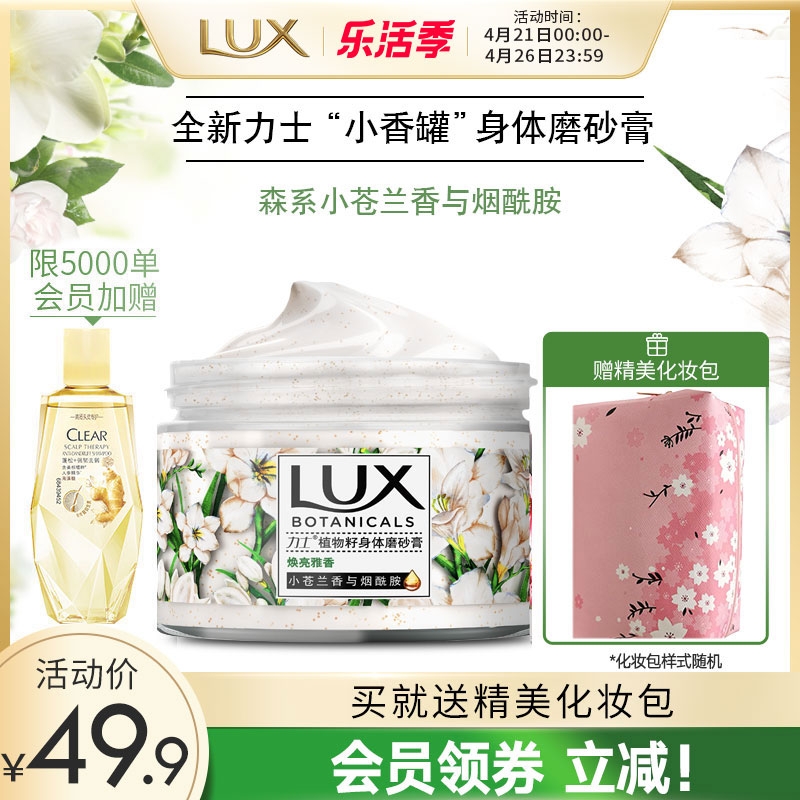 LUX
乐活季
活动时间：
4月21日00:00-
4月26日23:59
全新力士“小香罐”身体磨砂膏
森系小苍兰香与烟酰胺
限5000单
会员加赠
CLEAR
SCALP THERAPY
赠精美化妆包
LUX
BOTANICALS
力士®植物籽身体磨砂膏
焕亮雅香
小苍兰香与烟酰胺
*化妆包样式随机
活动价
¥49.9
买就送精美化妆包
会员领券 立减！